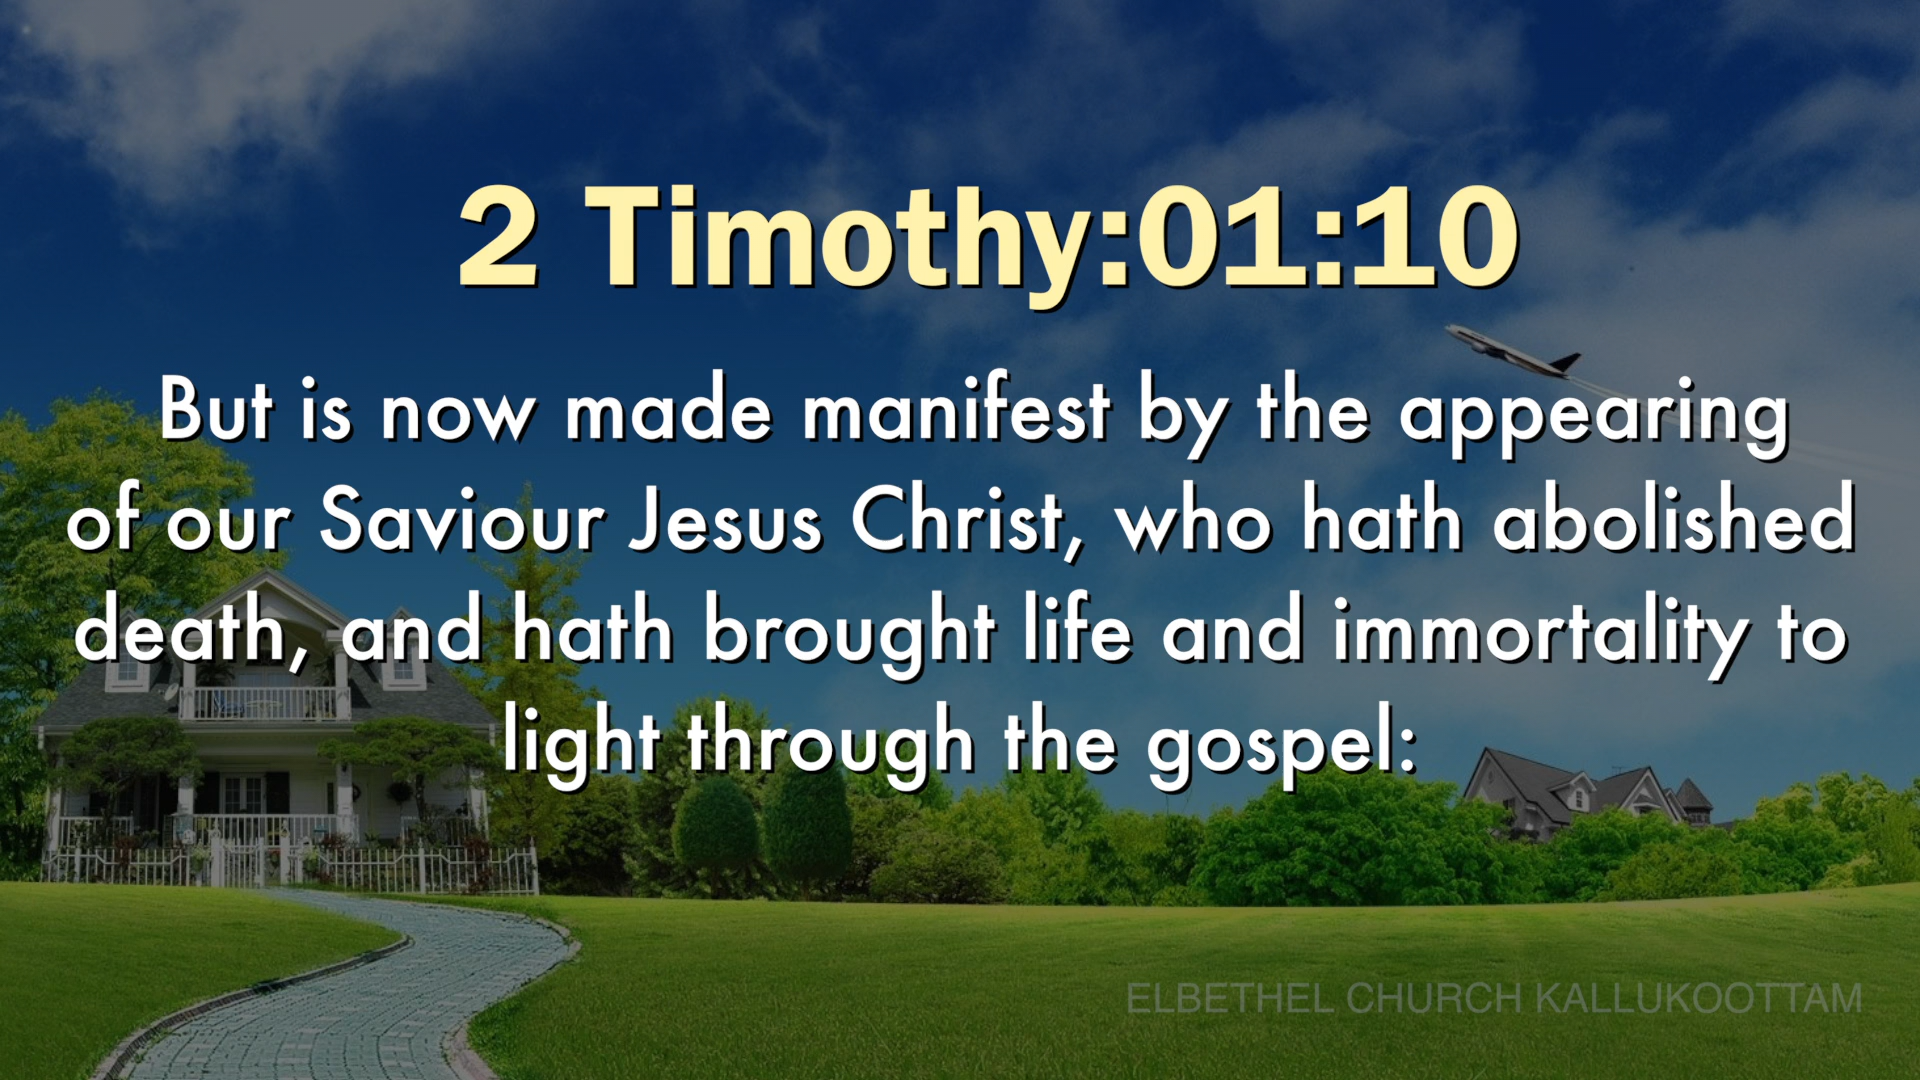 2 Timothy:01:10
But is now made manifest by the appearing
of our Saviour Jesus Christ, who hath abolished
death, and hath brought life and immortality to
light through the gospel:
ELBETHEL CHURCH KALLUKOOTTAM